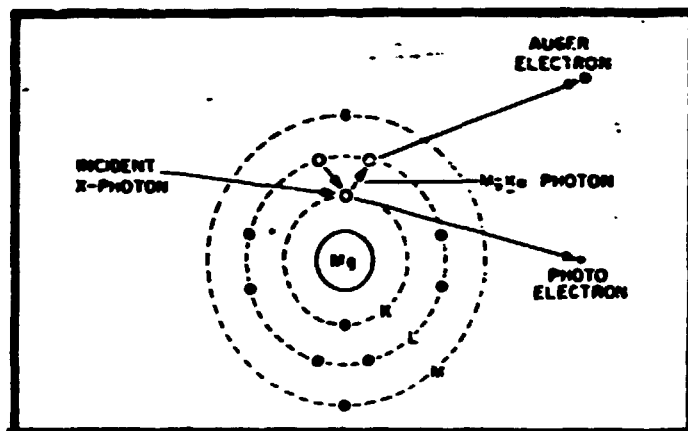 AUGER
ELECTRON
INCIDENT
X-PHOTON
PHOTON
Mg
PHOTO
ELECTRON
K
L
M